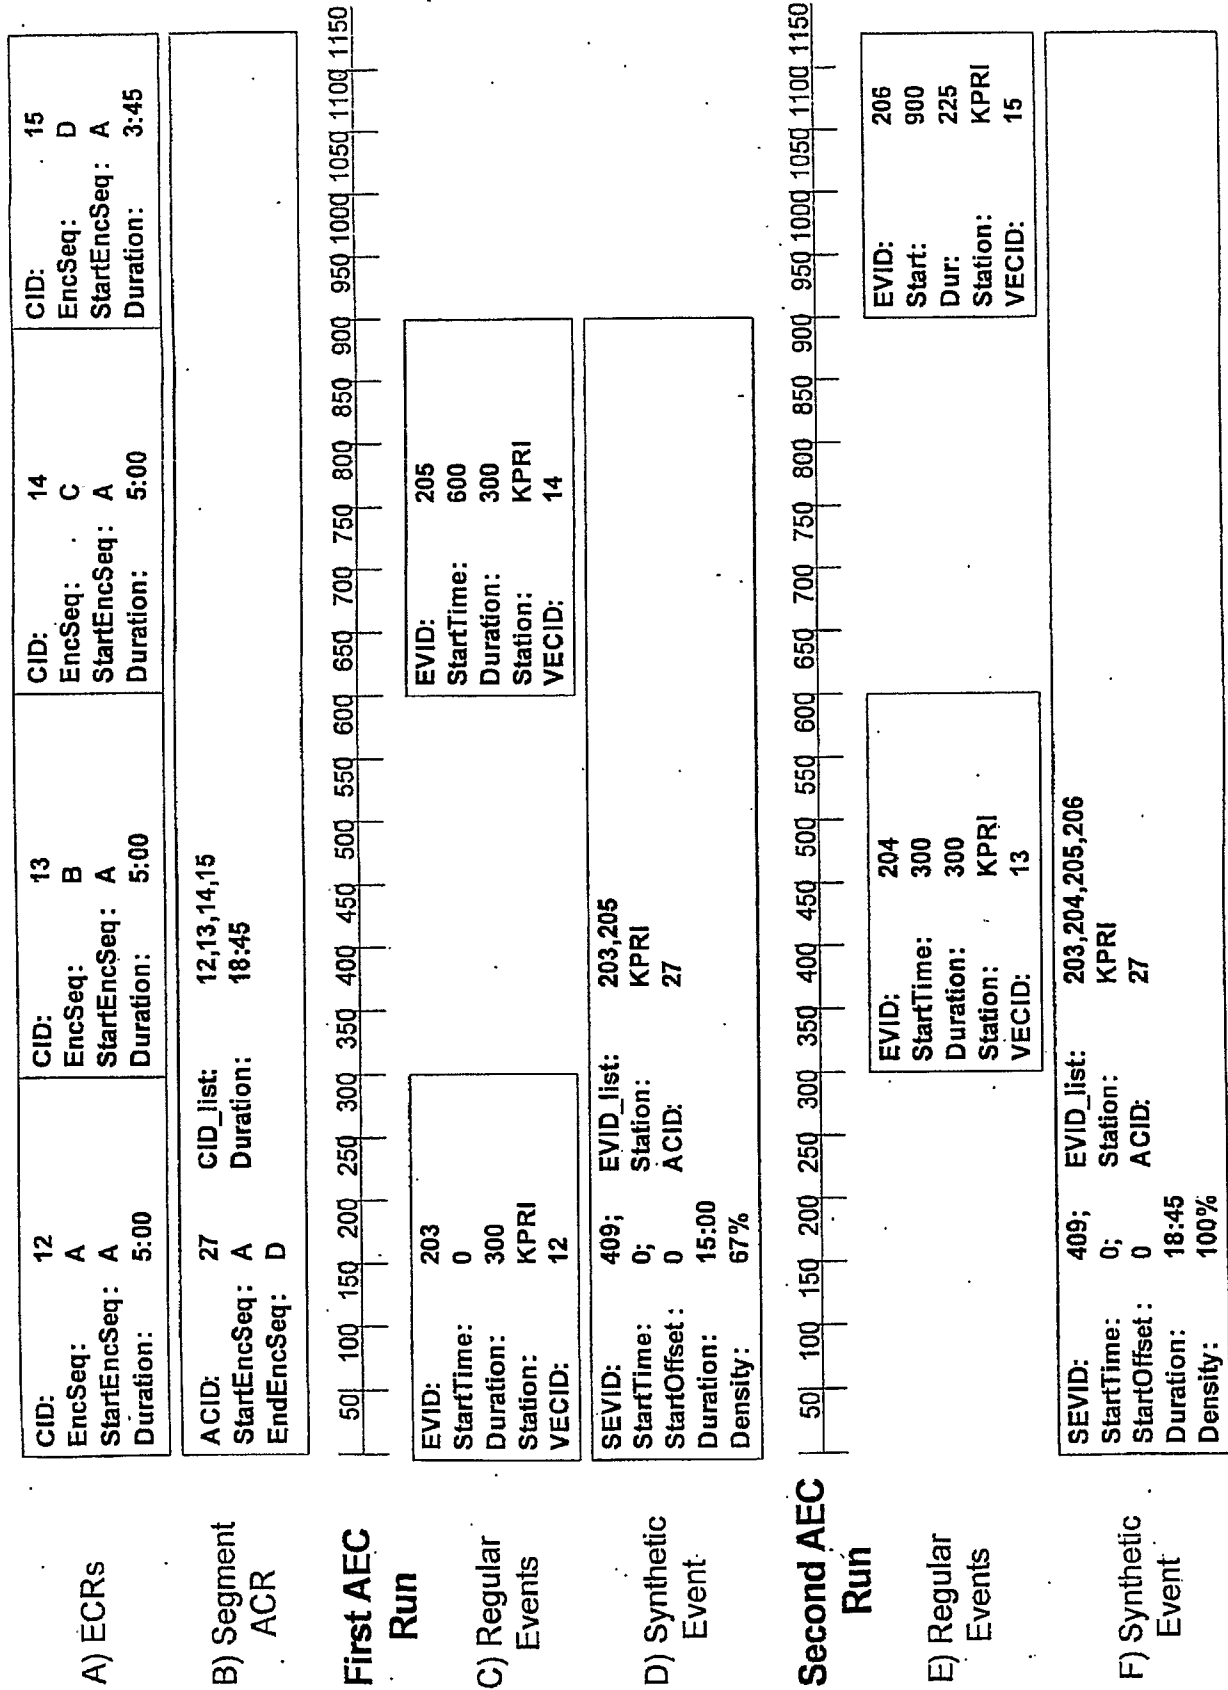 A) ECRs
CID: 12
EncSeq: A
StartEncSeq: A
Duration: 5:00
CID: 13
EncSeq: B
StartEncSeq: A
Duration: 5:00
CID: 14
EncSeq: C
StartEncSeq: A
Duration: 5:00
CID: 15
EncSeq: D
StartEncSeq: A
Duration: 3:45
B) Segment
ACR
ACID: 27 CID_list: 12,13,14,15
StartEncSeq: A Duration: 18:45
EndEncSeq: D
First AEC
Run
50 100 150 200 250 300 350 400 450 500 550 600 650 700 750 800 850 900 950 1000 1050 1100 1150
C) Regular
Events
EVID: 203
StartTime: 0
Duration: 300
Station: KPRI
VECID: 12
EVID: 205
StartTime: 600
Duration: 300
Station: KPRI
VECID: 14
D) Synthetic
Event
SEVID: 409; EVID_list: 203,205
StartTime: 0; Station: KPRI
StartOffset: 0 ACID: 27
Duration: 15:00
Density: 67%
Second AEC
Run
50 100 150 200 250 300 350 400 450 500 550 600 650 700 750 800 850 900 950 1000 1050 1100 1150
E) Regular
Events
EVID: 204
StartTime: 300
Duration: 300
Station: KPRI
VECID: 13
EVID: 206
Start: 900
Dur: 225
Station: KPRI
VECID: 15
F) Synthetic
Event
SEVID: 409; EVID_list: 203,204,205,206
StartTime: 0; Station: KPRI
StartOffset: 0 ACID: 27
Duration: 18:45
Density: 100%